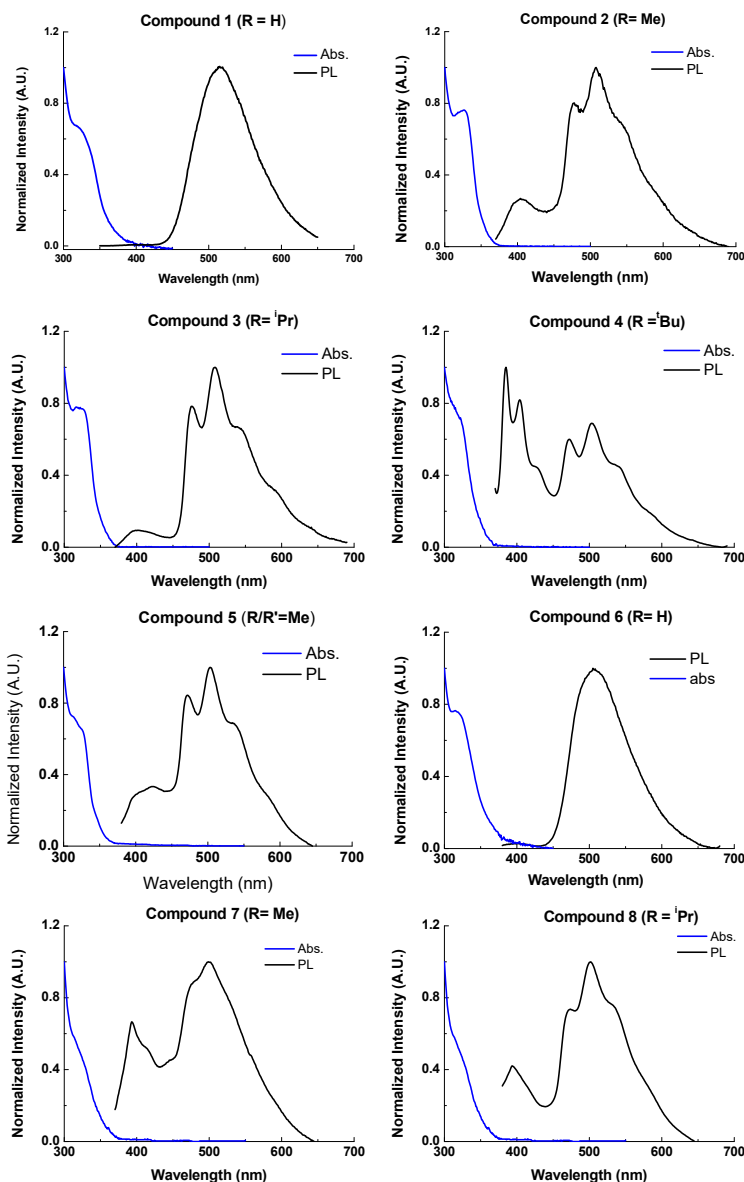 Compound 1 (R = H)
Abs.
PL
Normalized Intensity (A.U.)
1.2
0.8
0.4
0.0
300 400 500 600 700
Wavelength (nm)
Compound 2 (R= Me)
Abs.
PL
Normalized Intensity (A.U.)
1.2
0.8
0.4
0.0
300 400 500 600 700
Wavelength (nm)
Compound 3 (R= ⁱPr)
Abs.
PL
Normalized Intensity (A.U.)
1.2
0.8
0.4
0.0
300 400 500 600 700
Wavelength (nm)
Compound 4 (R =ᵗBu)
Abs.
PL
Normalized Intensity (A.U.)
1.2
0.8
0.4
0.0
300 400 500 600 700
Wavelength (nm)
Compound 5 (R/R'=Me)
Abs.
PL
Normalized Intensity (A.U.)
1.2
0.8
0.4
0.0
300 400 500 600 700
Wavelength (nm)
Compound 6 (R= H)
PL
abs
Normalized Intensity (A.U.)
1.2
0.8
0.4
0.0
300 400 500 600 700
Wavelength (nm)
Compound 7 (R= Me)
Abs.
PL
Normalized Intensity (A.U.)
1.2
0.8
0.4
0.0
300 400 500 600 700
Wavelength (nm)
Compound 8 (R = ⁱPr)
Abs.
PL
Normalized Intensity (A.U.)
1.2
0.8
0.4
0.0
300 400 500 600 700
Wavelength (nm)